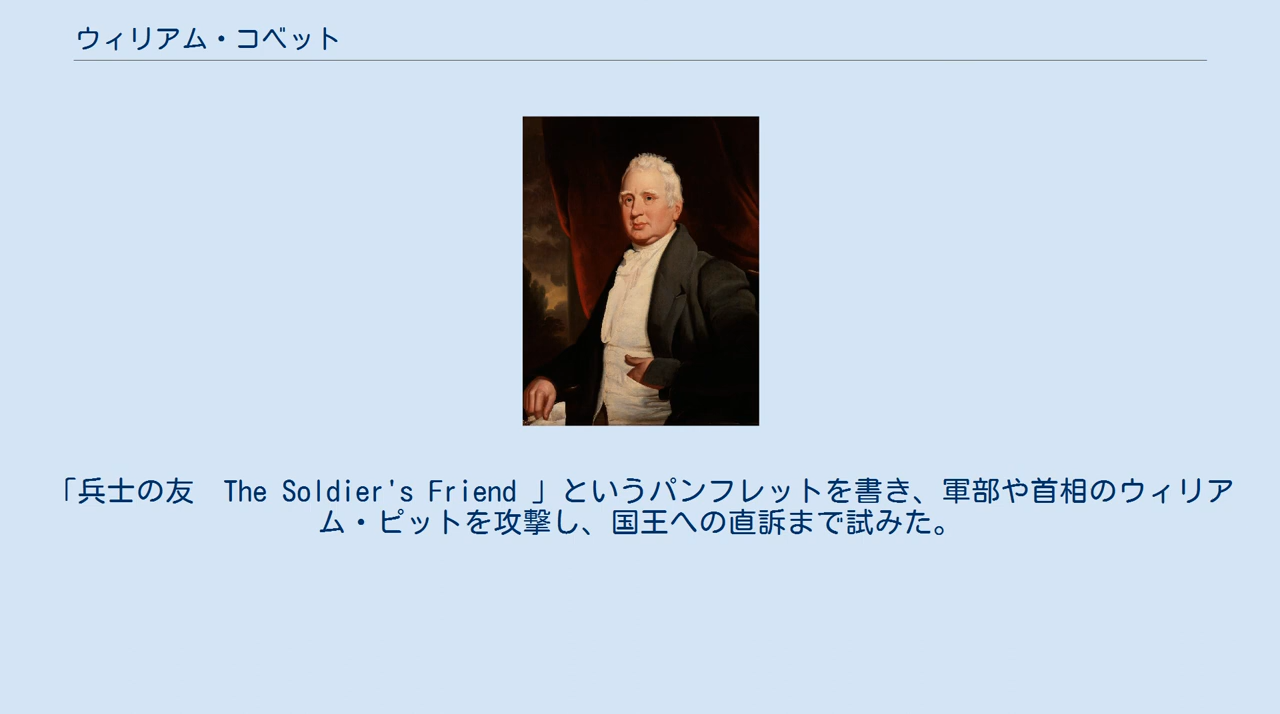 ウィリアム・コベット
「兵士の友　The Soldier's Friend 」というパンフレットを書き、軍部や首相のウィリア
ム・ピットを攻撃し、国王への直訴まで試みた。